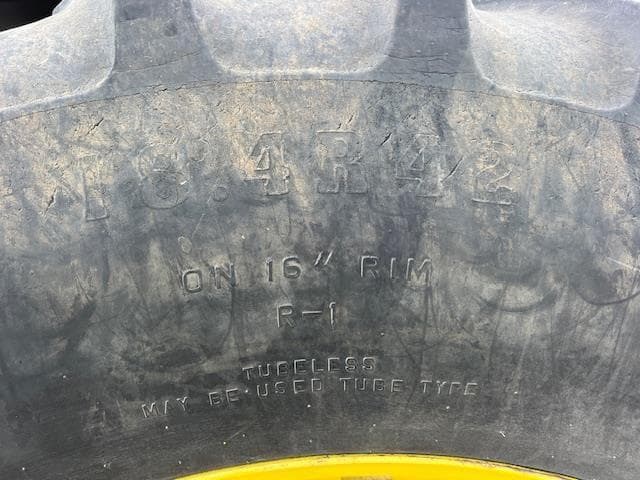 18.4R42
ON 16" RIM
R-1
TUBELESS
MAY BE USED TUBE TYPE